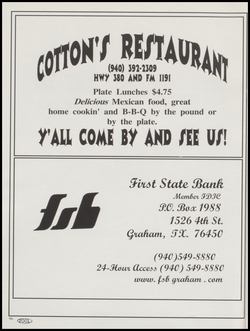 COTTON'S RESTAURANT
(940) 392-2309
HWY 380 AND FM 1191
Plate Lunches $4.75
Delicious Mexican food, great
home cookin' and B-B-Q by the pound or
by the plate.
Y'ALL COME BY AND SEE US!
fsb
First State Bank
Member FDIC
P.O. Box 1988
1526 4th St.
Graham, TX. 76450
(940)549-8880
24-Hour Access (940) 549-8880
www.fsbgraham.com